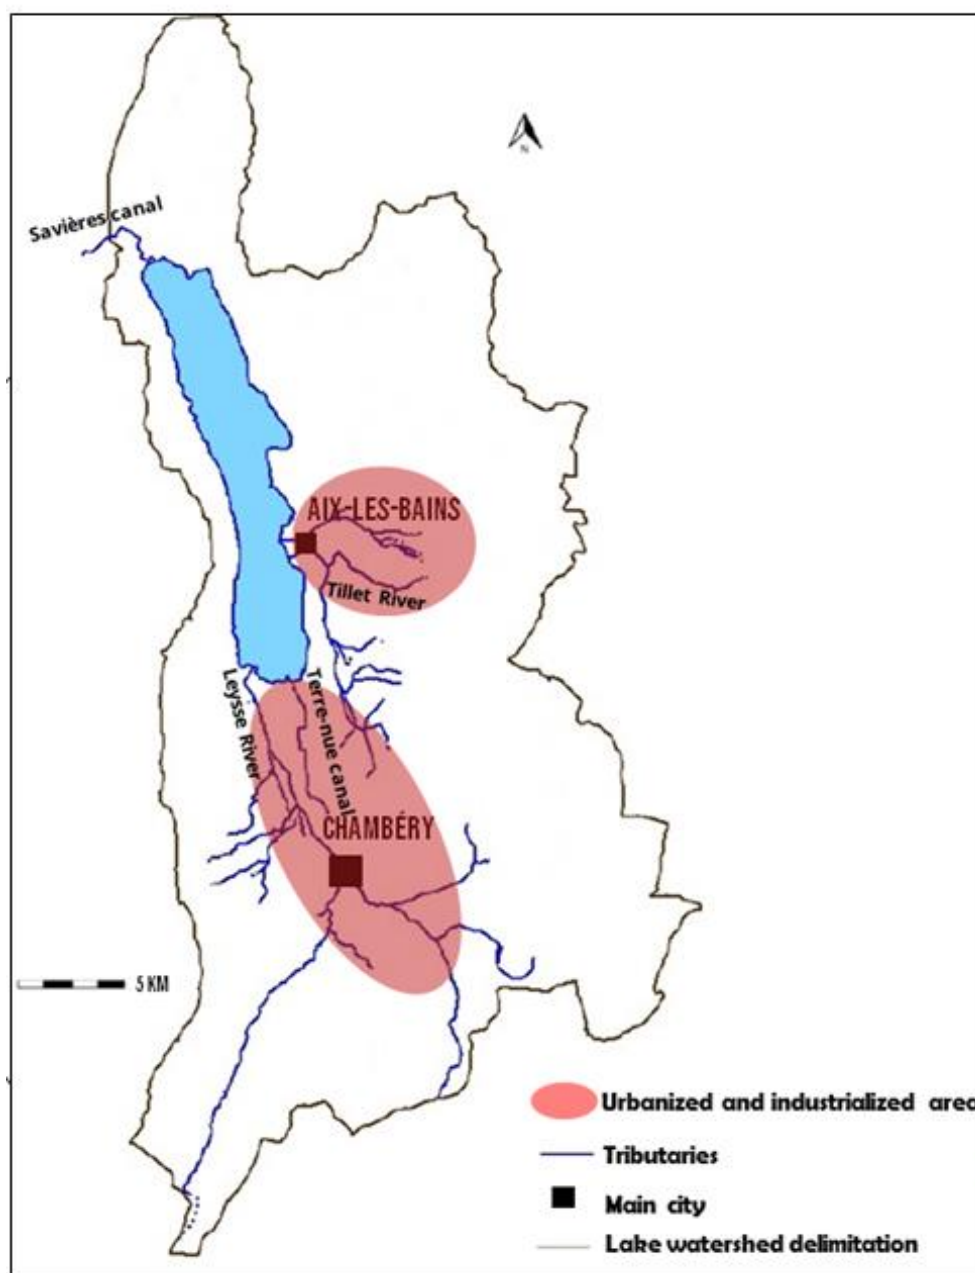 Savières canal
N
AIX-LES-BAINS
Tillet River
Leysse River
Terre-nue canal
CHAMBÉRY
5 KM
Urbanized and industrialized area
Tributaries
Main city
Lake watershed delimitation